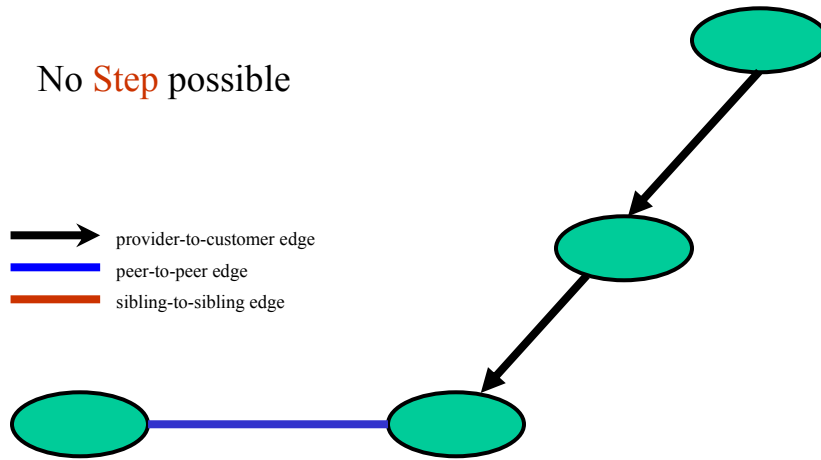 No Step possible
provider-to-customer edge
peer-to-peer edge
sibling-to-sibling edge